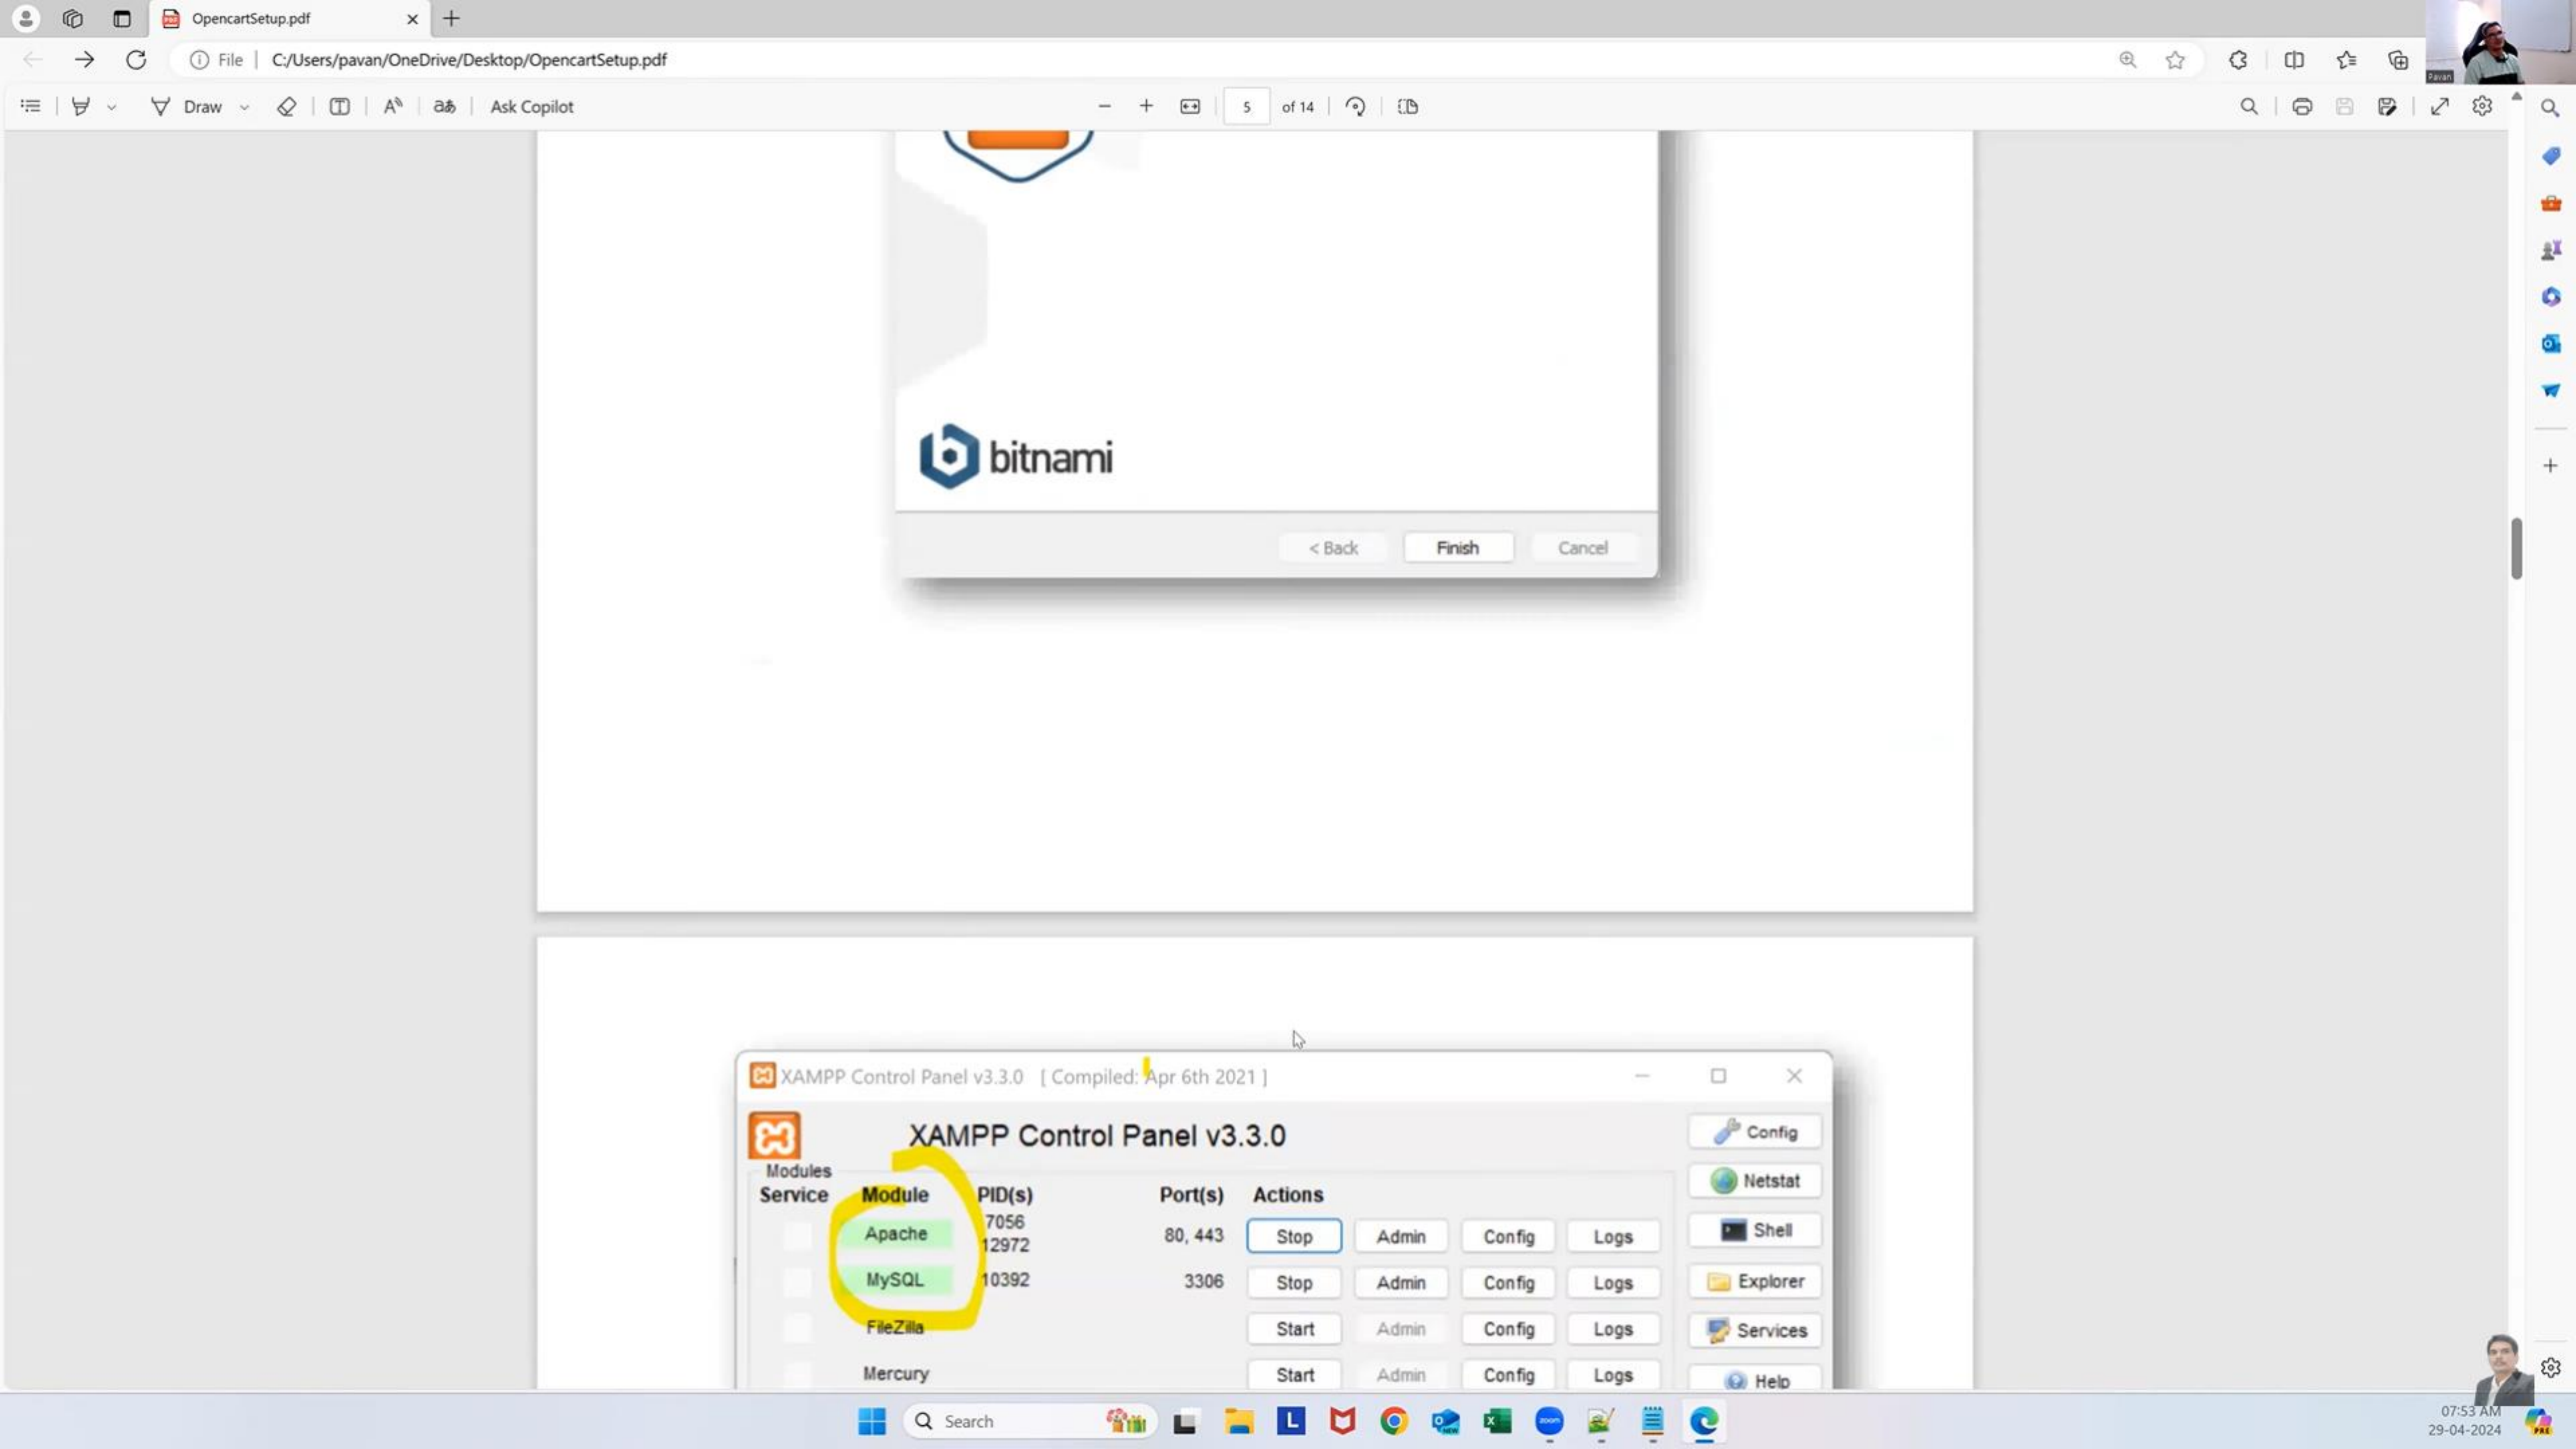 OpencartSetup.pdf
File
C:/Users/pavan/OneDrive/Desktop/OpencartSetup.pdf
Pavan
Draw
Ask Copilot
5 of 14
bitnami
< Back
Finish
Cancel
XAMPP Control Panel v3.3.0 [ Compiled: Apr 6th 2021 ]
XAMPP Control Panel v3.3.0
Config
Modules
Service Module PID(s) Port(s) Actions
Netstat
Apache 7056 12972 80, 443 Stop Admin Config Logs
Shell
MySQL 10392 3306 Stop Admin Config Logs
Explorer
FileZilla Start Admin Config Logs
Services
Mercury Start Admin Config Logs
Help
Search
07:53 AM
29-04-2024